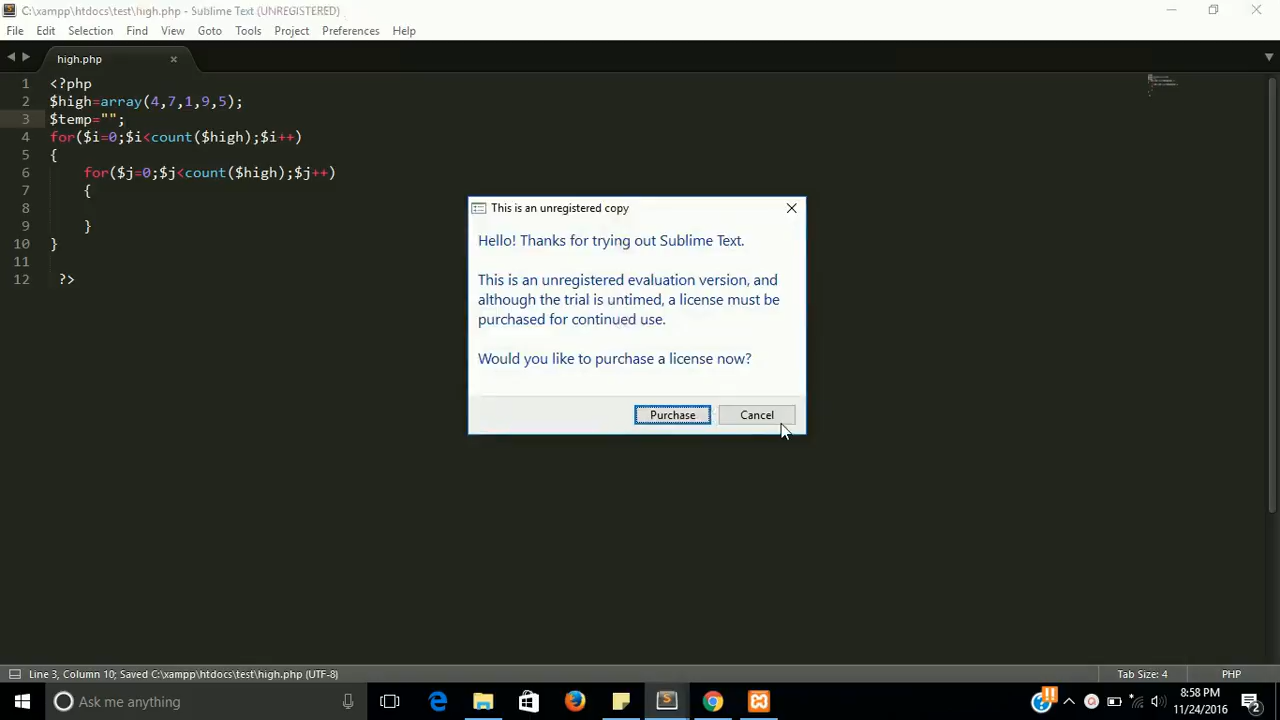 C:\xampp\htdocs\test\high.php - Sublime Text (UNREGISTERED)
File Edit Selection Find View Goto Tools Project Preferences Help
high.php
1 <?php
2 $high=array(4,7,1,9,5);
3 $temp="";
4 for($i=0;$i<count($high);$i++)
5 {
6 for($j=0;$j<count($high);$j++)
7 {
8
9 }
10 }
11
12 ?>
This is an unregistered copy
Hello! Thanks for trying out Sublime Text.
This is an unregistered evaluation version, and
although the trial is untimed, a license must be
purchased for continued use.
Would you like to purchase a license now?
Purchase Cancel
Line 3, Column 10; Saved C:\xampp\htdocs\test\high.php (UTF-8) Tab Size: 4 PHP
Ask me anything
8:58 PM
11/24/2016
2